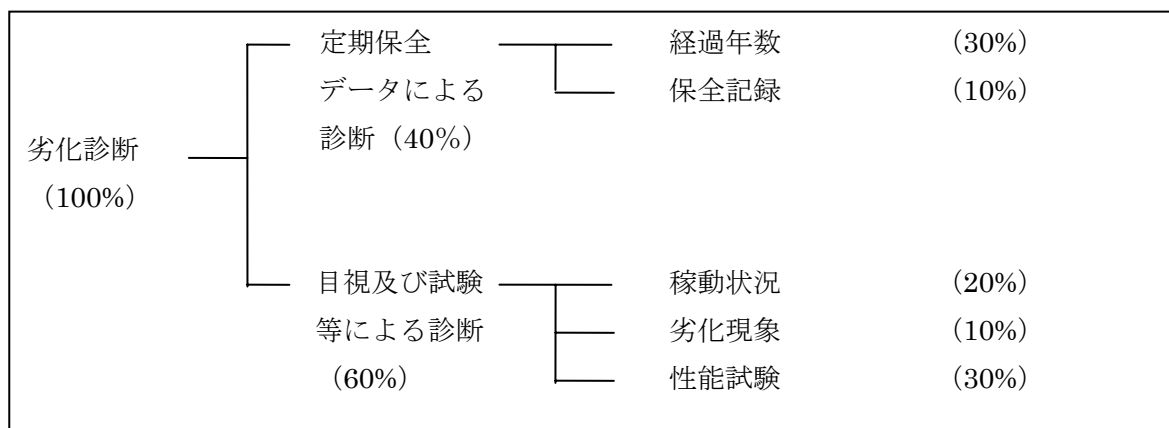 定期保全 経過年数 (30%)
データによる 保全記録 (10%)
診断（40%）
劣化診断
（100%）
目視及び試験 稼動状況 (20%)
等による診断 劣化現象 (10%)
（60%） 性能試験 (30%)